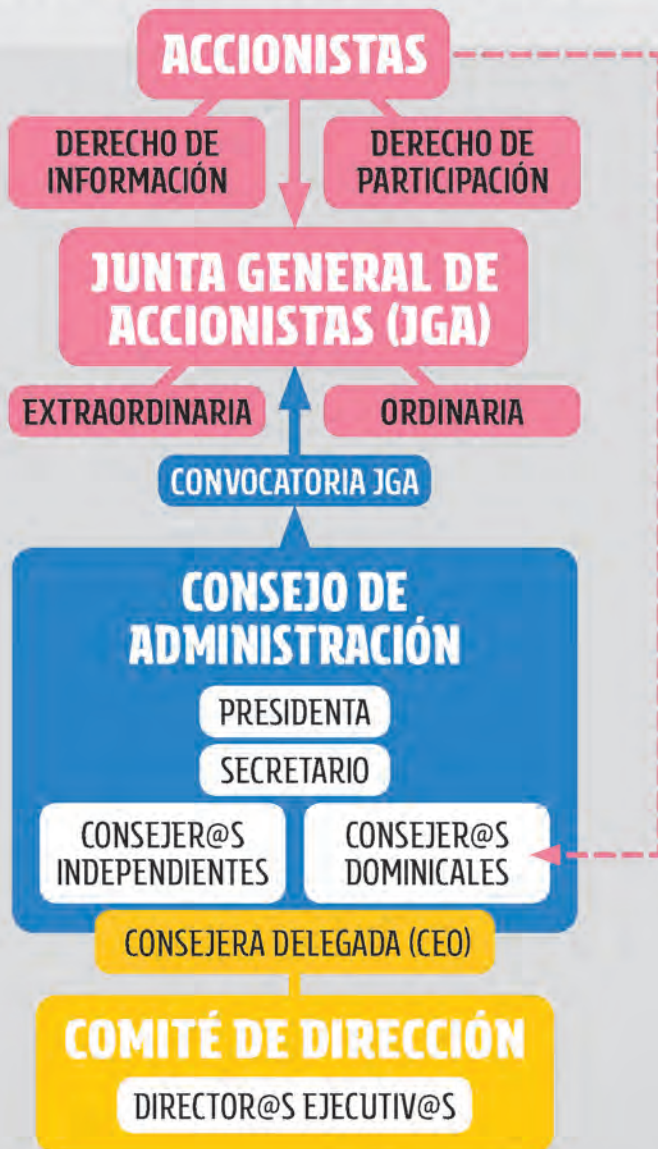 ACCIONISTAS
DERECHO DE
INFORMACIÓN
DERECHO DE
PARTICIPACIÓN
JUNTA GENERAL DE
ACCIONISTAS (JGA)
EXTRAORDINARIA
ORDINARIA
CONVOCATORIA JGA
CONSEJO DE
ADMINISTRACIÓN
PRESIDENTA
SECRETARIO
CONSEJER@S
INDEPENDIENTES
CONSEJER@S
DOMINICALES
CONSEJERA DELEGADA (CEO)
COMITÉ DE DIRECCIÓN
DIRECTOR@S EJECUTIV@S